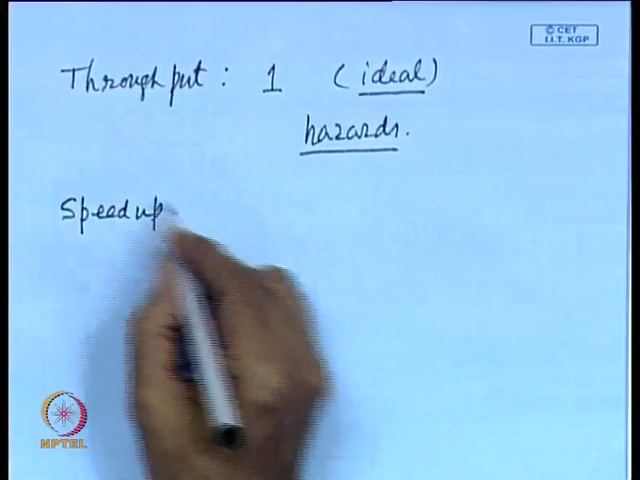 © CET
I.I.T. KGP
Throughput : 1 (ideal)
hazards.
Speedup
NPTEL